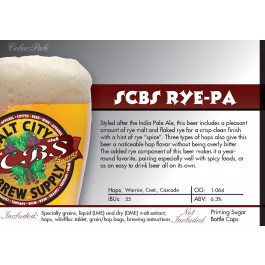 Color:Pale
SCBS RYE-PA
APPAREL • COFFEE • BEER • WINE •
SALT CITY
SCBS
BREW SUPPLY
Styled after the India Pale Ale, this beer includes a pleasant
amount of rye malt and flaked rye for a crisp clean finish
with a hint of rye "spice". Three types of hops also give this
beer a noticeable hop flavor without being overly bitter.
The added rye component of this beer makes it a year-
round favorite, pairing especially well with spicy foods, or
as an easy to drink beer all on its own.
Hops: Warrior, Cent., Cascade
OG: 1.064
IBUs: 55
ABV: 6.3%
Included:
Specialty grains, liquid (LME) and dry (DME) malt extract,
hops, whirlfloc tablet, grain/hop bags, brewing instructions.
Not
Included:
Priming Sugar
Bottle Caps